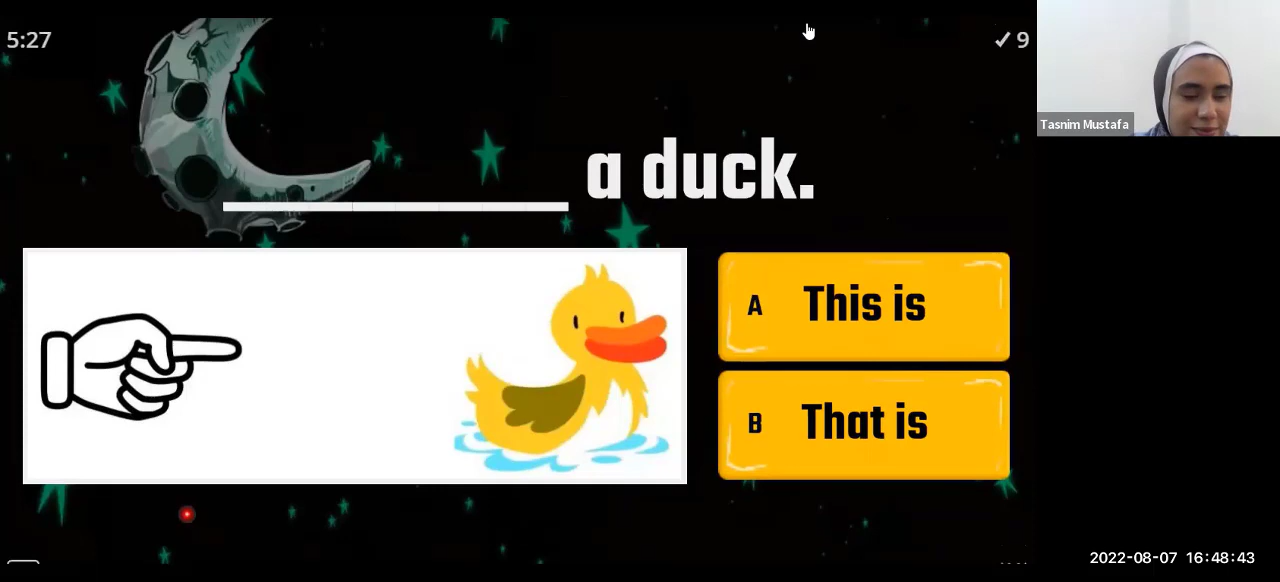 5:27
✓ 9
Tasnim Mustafa
a duck.
A This is
B That is
2022-08-07 16:48:43